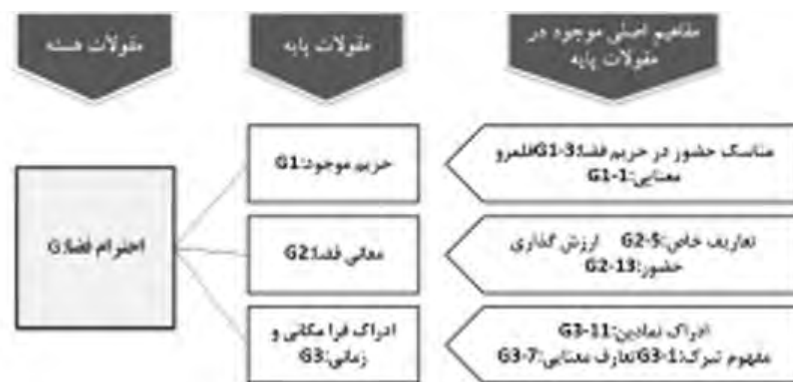 مفاهیم اصلی موجود در
مقولات پایه
مقولات پایه
مقولات هسته
مناسک حضور در حریم فضا:G1-3قلمرو
معنایی:G1-1
حریم موجود:G1
تعاریف خاص:G2-5 ارزش گذاری
حضور:G2-13
معانی فضا:G2
احترام فضا:G
ادراک نمادین:G3-11
مفهوم تبرک:G3-1تعارف معنایی:G3-7
ادراک فرا مکانی و
زمانی:G3